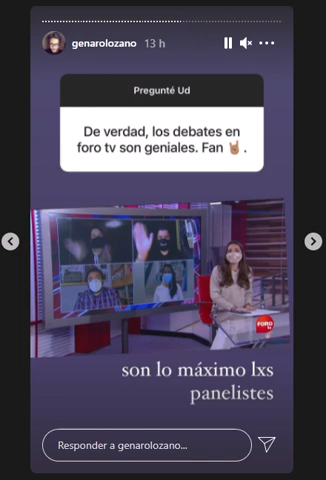 genarolozano 13 h
Pregunté Ud
De verdad, los debates en
foro tv son geniales. Fan 🤘🏽.
FORO
tv
son lo máximo lxs
panelistes
Responder a genarolozano...